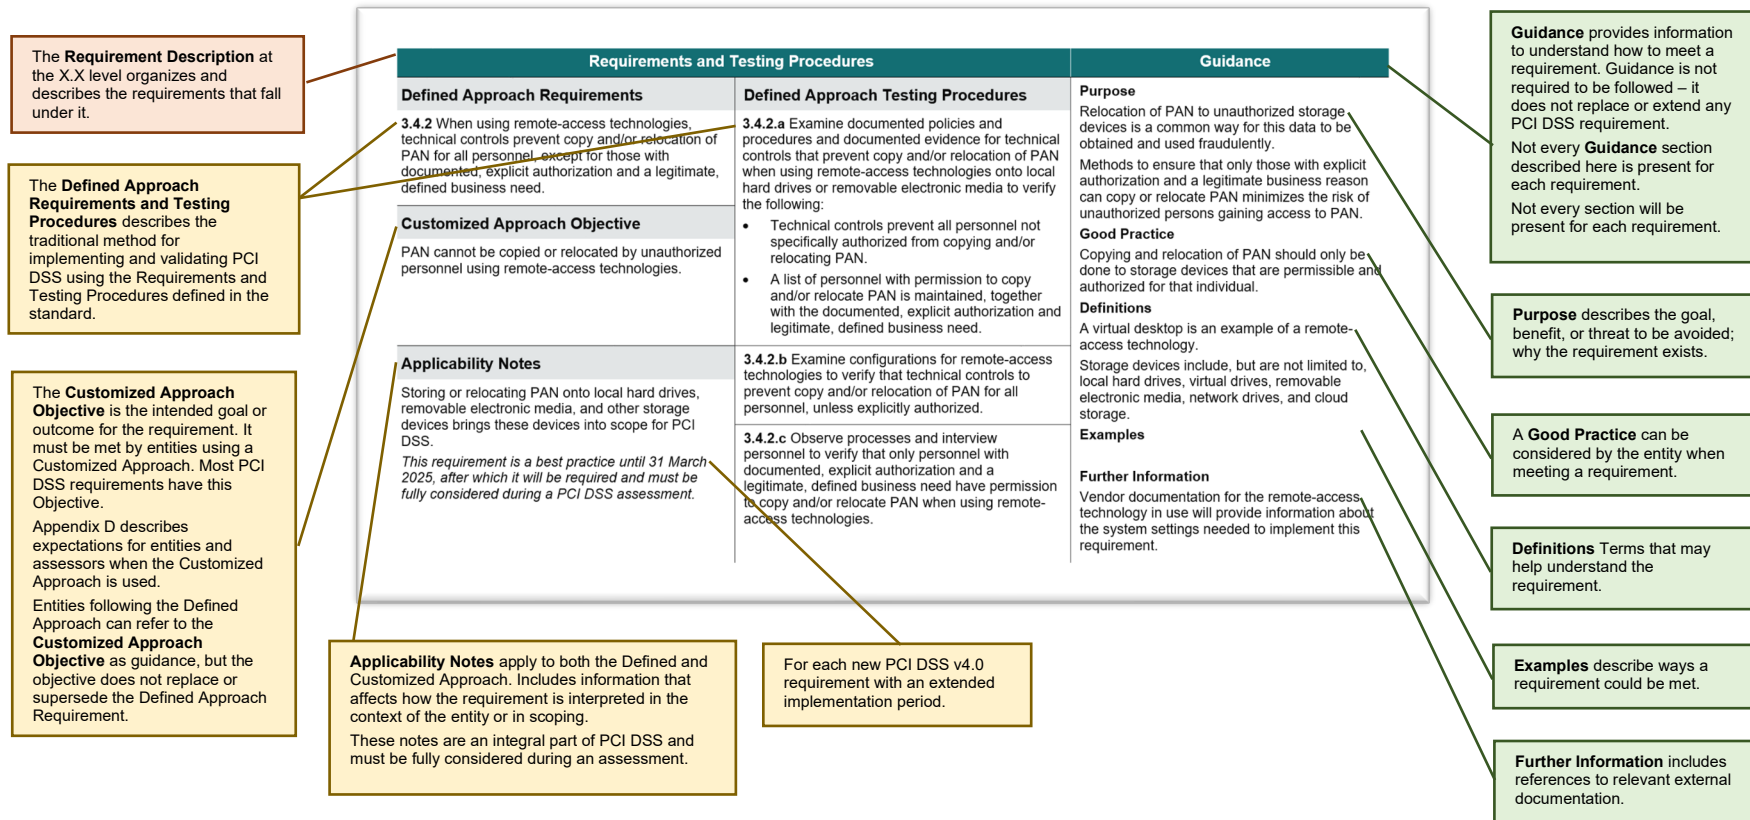 The Requirement Description at
the X.X level organizes and
describes the requirements that fall
under it.
The Defined Approach
Requirements and Testing
Procedures describes the
traditional method for
implementing and validating PCI
DSS using the Requirements and
Testing Procedures defined in the
standard.
The Customized Approach
Objective is the intended goal or
outcome for the requirement. It
must be met by entities using a
Customized Approach. Most PCI
DSS requirements have this
Objective.
Appendix D describes
expectations for entities and
assessors when the Customized
Approach is used.
Entities following the Defined
Approach can refer to the
Customized Approach
Objective as guidance, but the
objective does not replace or
supersede the Defined Approach
Requirement.
Requirements and Testing Procedures
Guidance
Defined Approach Requirements
3.4.2 When using remote-access technologies,
technical controls prevent copy and/or relocation of
PAN for all personnel, except for those with
documented, explicit authorization and a legitimate,
defined business need.
Customized Approach Objective
PAN cannot be copied or relocated by unauthorized
personnel using remote-access technologies.
Applicability Notes
Storing or relocating PAN onto local hard drives,
removable electronic media, and other storage
devices brings these devices into scope for PCI
DSS.
This requirement is a best practice until 31 March
2025, after which it will be required and must be
fully considered during a PCI DSS assessment.
Defined Approach Testing Procedures
3.4.2.a Examine documented policies and
procedures and documented evidence for technical
controls that prevent copy and/or relocation of PAN
when using remote-access technologies onto local
hard drives or removable electronic media to verify
the following:
• Technical controls prevent all personnel not
specifically authorized from copying and/or
relocating PAN.
• A list of personnel with permission to copy
and/or relocate PAN is maintained, together
with the documented, explicit authorization and
legitimate, defined business need.
3.4.2.b Examine configurations for remote-access
technologies to verify that technical controls to
prevent copy and/or relocation of PAN for all
personnel, unless explicitly authorized.
3.4.2.c Observe processes and interview
personnel to verify that only personnel with
documented, explicit authorization and a
legitimate, defined business need have permission
to copy and/or relocate PAN when using remote-
access technologies.
Purpose
Relocation of PAN to unauthorized storage
devices is a common way for this data to be
obtained and used fraudulently.
Methods to ensure that only those with explicit
authorization and a legitimate business reason
can copy or relocate PAN minimizes the risk of
unauthorized persons gaining access to PAN.
Good Practice
Copying and relocation of PAN should only be
done to storage devices that are permissible and
authorized for that individual.
Definitions
A virtual desktop is an example of a remote-
access technology.
Storage devices include, but are not limited to,
local hard drives, virtual drives, removable
electronic media, network drives, and cloud
storage.
Examples
Further Information
Vendor documentation for the remote-access
technology in use will provide information about
the system settings needed to implement this
requirement.
Applicability Notes apply to both the Defined and
Customized Approach. Includes information that
affects how the requirement is interpreted in the
context of the entity or in scoping.
These notes are an integral part of PCI DSS and
must be fully considered during an assessment.
For each new PCI DSS v4.0
requirement with an extended
implementation period.
Guidance provides information
to understand how to meet a
requirement. Guidance is not
required to be followed – it
does not replace or extend any
PCI DSS requirement.
Not every Guidance section
described here is present for
each requirement.
Not every section will be
present for each requirement.
Purpose describes the goal,
benefit, or threat to be avoided;
why the requirement exists.
A Good Practice can be
considered by the entity when
meeting a requirement.
Definitions Terms that may
help understand the
requirement.
Examples describe ways a
requirement could be met.
Further Information includes
references to relevant external
documentation.